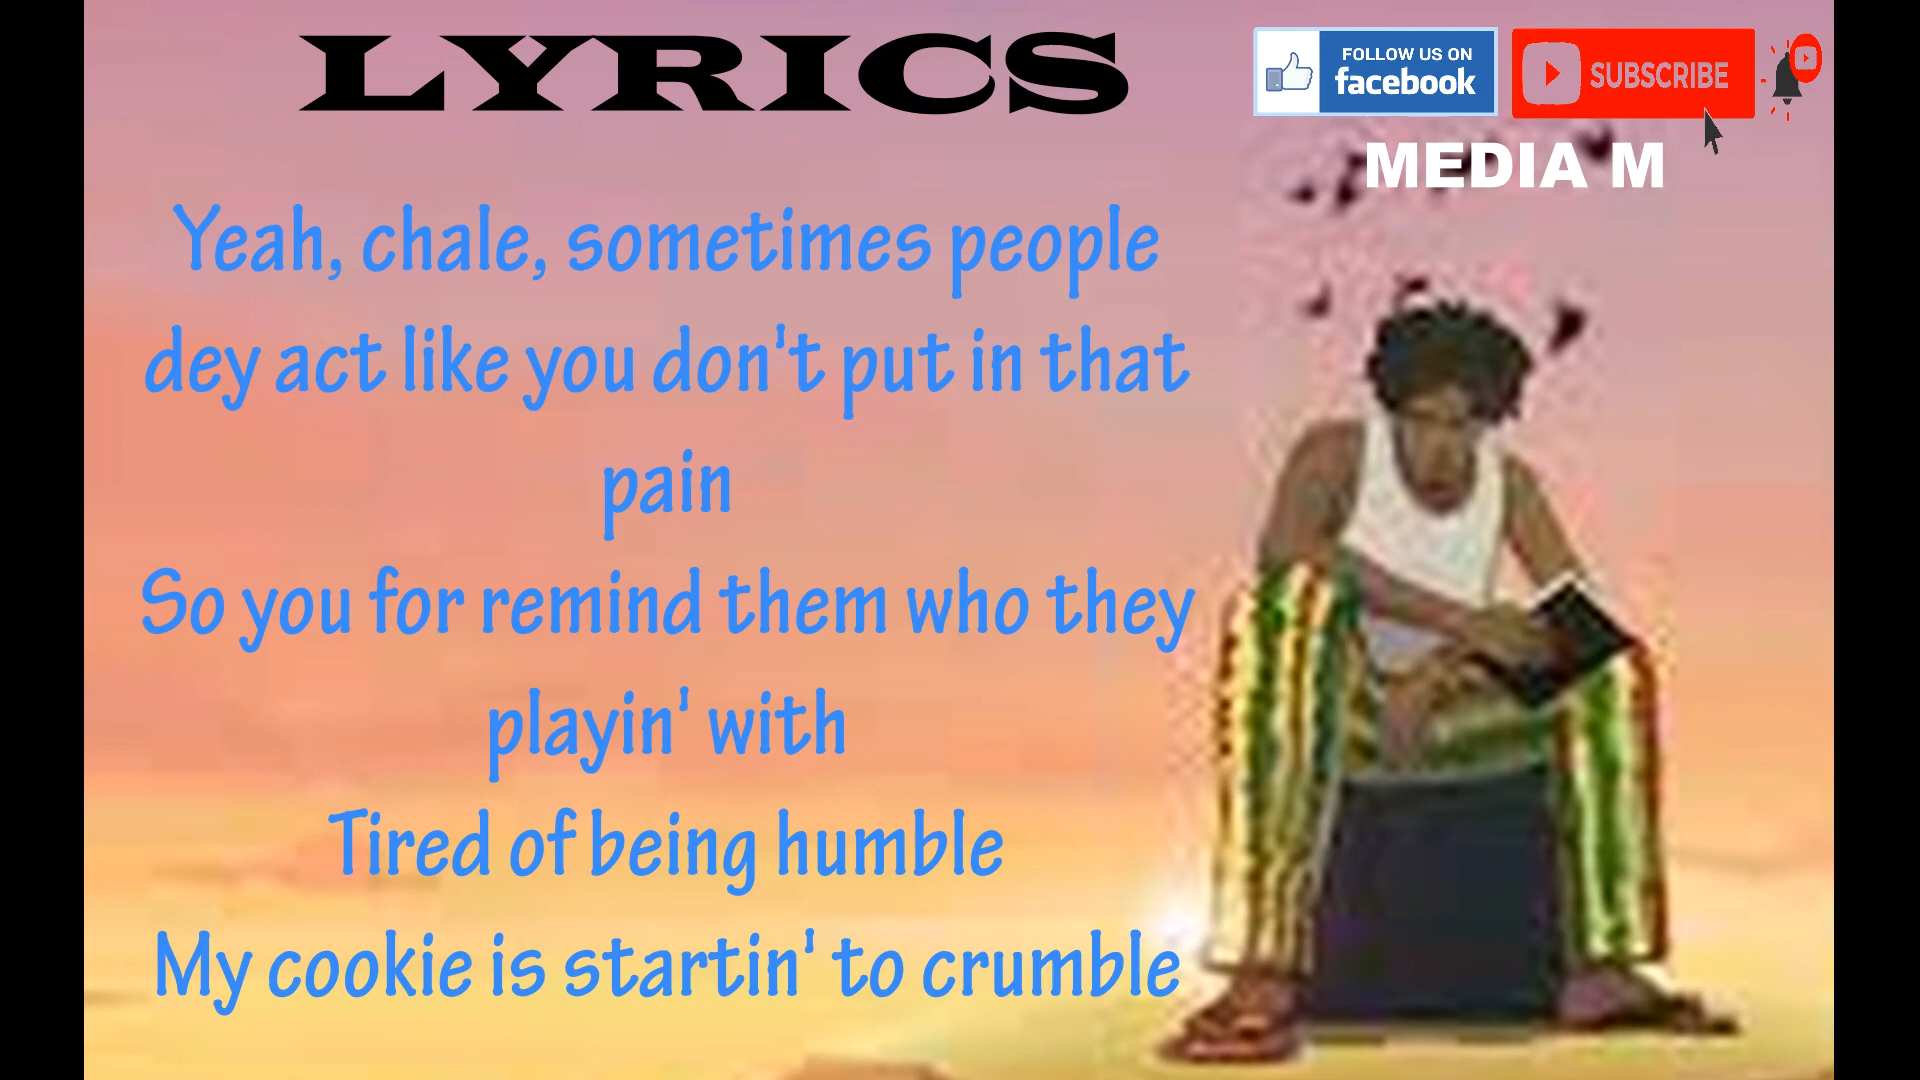 LYRICS
FOLLOW US ON
facebook
SUBSCRIBE
MEDIA M
Yeah, chale, sometimes people
dey act like you don't put in that
pain
So you for remind them who they
playin' with
Tired of being humble
My cookie is startin' to crumble